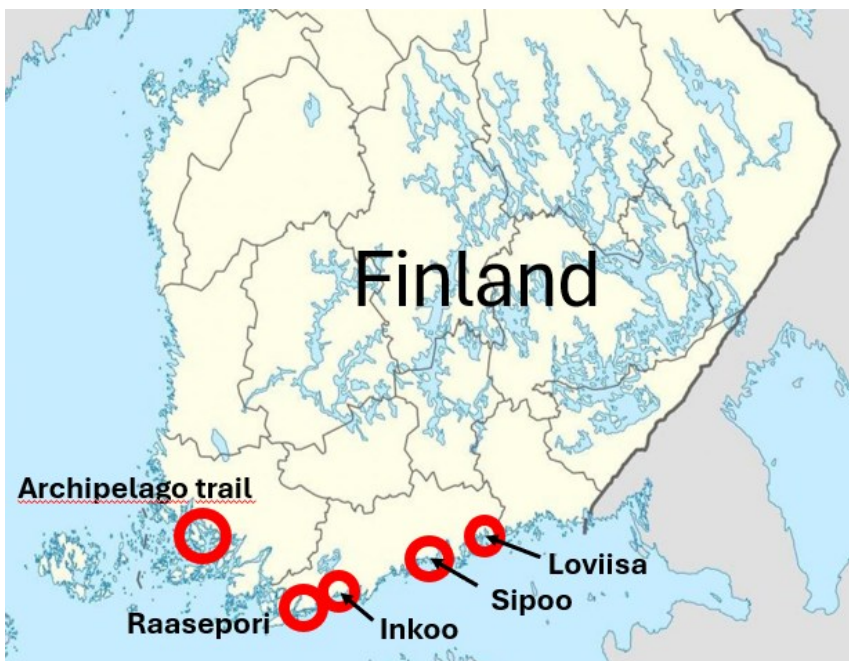 Finland
Archipelago trail
Loviisa
Sipoo
Raasepori
Inkoo